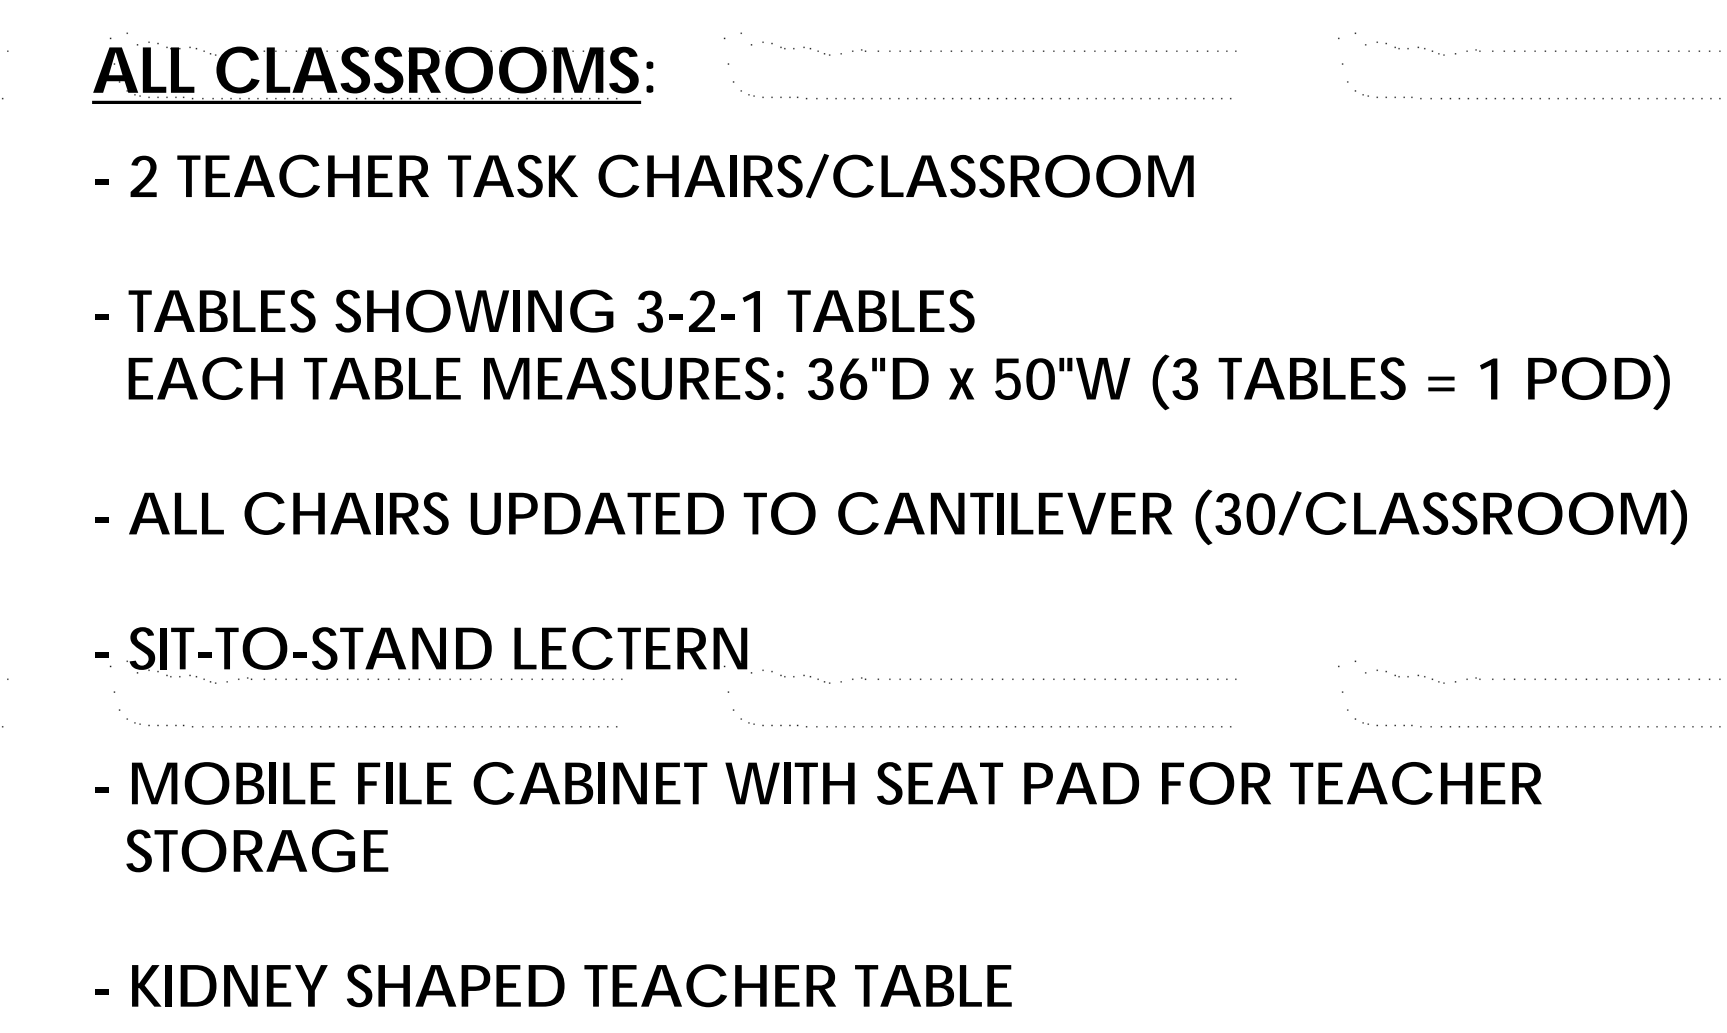 ALL CLASSROOMS:
- 2 TEACHER TASK CHAIRS/CLASSROOM
- TABLES SHOWING 3-2-1 TABLES
EACH TABLE MEASURES: 36"D x 50"W (3 TABLES = 1 POD)
- ALL CHAIRS UPDATED TO CANTILEVER (30/CLASSROOM)
- SIT-TO-STAND LECTERN
- MOBILE FILE CABINET WITH SEAT PAD FOR TEACHER
STORAGE
- KIDNEY SHAPED TEACHER TABLE